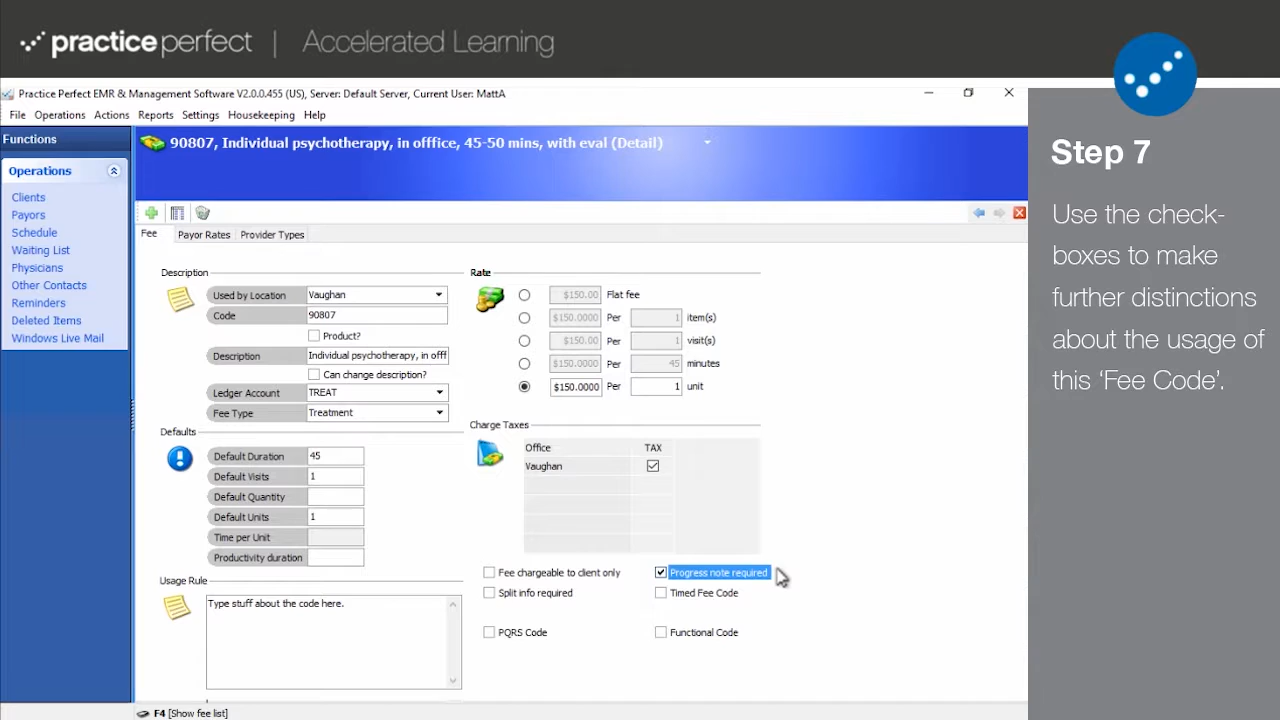 practiceperfect | Accelerated Learning
Practice Perfect EMR & Management Software V2.0.0.455 (US), Server: Default Server, Current User: MattA
File Operations Actions Reports Settings Housekeeping Help
Functions
Operations
Clients
Payors
Schedule
Waiting List
Physicians
Other Contacts
Reminders
Deleted Items
Windows Live Mail
90807, Individual psychotherapy, in offfice, 45-50 mins, with eval (Detail)
Fee Payor Rates Provider Types
Description
Used by Location Vaughan
Code 90807
Product?
Description Individual psychotherapy, in offf
Can change description?
Ledger Account TREAT
Fee Type Treatment
Defaults
Default Duration 45
Default Visits 1
Default Quantity
Default Units 1
Time per Unit
Productivity duration
Usage Rule
Type stuff about the code here.
Rate
$150.00 Flat fee
$150.0000 Per 1 item(s)
$150.00 Per 1 visit(s)
$150.0000 Per 45 minutes
$150.0000 Per 1 unit
Charge Taxes
Office TAX
Vaughan
Fee chargeable to client only Progress note required
Split info required Timed Fee Code
PQRS Code Functional Code
F4 [Show fee list]
Step 7
Use the check-
boxes to make
further distinctions
about the usage of
this ‘Fee Code’.